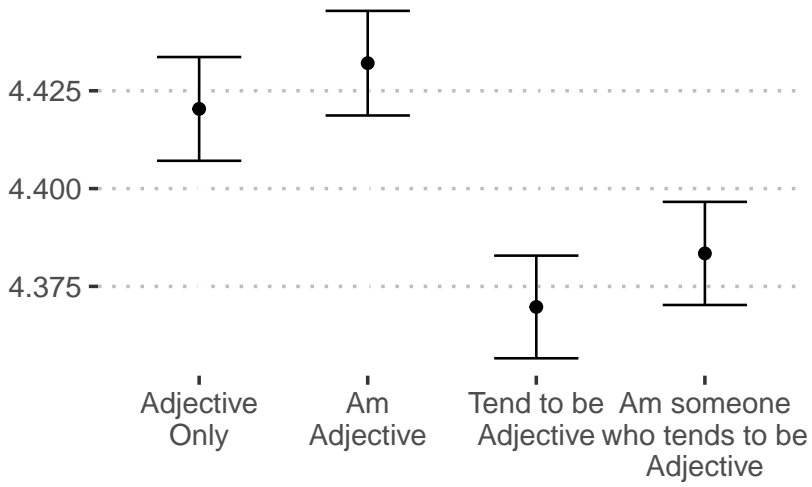 4.425
4.400
4.375
Adjective
Only
Am
Adjective
Tend to be
Adjective
Am someone
who tends to be
Adjective